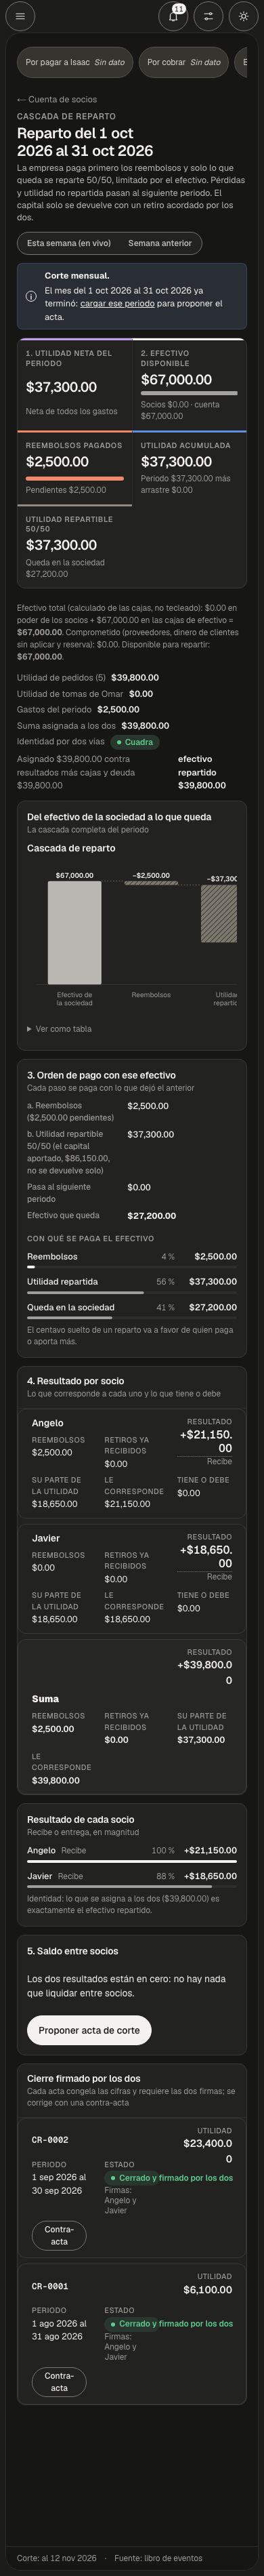 11
Por pagar a Isaac Sin dato
Por cobrar Sin dato
← Cuenta de socios
CASCADA DE REPARTO
Reparto del 1 oct
2026 al 31 oct 2026
La empresa paga primero los reembolsos y solo lo que
queda se reparte 50/50, limitado por el efectivo. Pérdidas
y utilidad no repartida pasan al siguiente periodo. El
capital solo se devuelve con un retiro acordado por los
dos.
Esta semana (en vivo) Semana anterior
Corte mensual.
El mes del 1 oct 2026 al 31 oct 2026 ya
terminó: cargar ese periodo para proponer el
acta.
1. UTILIDAD NETA DEL
PERIODO
$37,300.00
Neta de todos los gastos
2. EFECTIVO
DISPONIBLE
$67,000.00
Socios $0.00 · cuenta
$67,000.00
REEMBOLSOS PAGADOS
$2,500.00
Pendientes $2,500.00
UTILIDAD ACUMULADA
$37,300.00
Periodo $37,300.00 más
arrastre $0.00
UTILIDAD REPARTIBLE
50/50
$37,300.00
Queda en la sociedad
$27,200.00
Efectivo total (calculado de las cajas, no tecleado): $0.00 en
poder de los socios + $67,000.00 en las cajas de efectivo =
$67,000.00. Comprometido (proveedores, dinero de clientes
sin aplicar y reserva): $0.00. Disponible para repartir:
$67,000.00.
Utilidad de pedidos (5) $39,800.00
Utilidad de tomas de Omar $0.00
Gastos del periodo $2,500.00
Suma asignada a los dos $39,800.00
Identidad por dos vías Cuadra
Asignado $39,800.00 contra
resultados más cajas y deuda
$39,800.00
efectivo
repartido
$39,800.00
Del efectivo de la sociedad a lo que queda
La cascada completa del periodo
Cascada de reparto
$67,000.00
−$2,500.00
−$37,300
Efectivo de
la sociedad
Reembolsos
Ver como tabla
3. Orden de pago con ese efectivo
Cada paso se paga con lo que dejó el anterior
a. Reembolsos
($2,500.00 pendientes)
$2,500.00
b. Utilidad repartible
50/50 (el capital
aportado, $86,150.00,
no se devuelve solo)
$37,300.00
Pasa al siguiente
periodo
$0.00
Efectivo que queda
$27,200.00
CON QUÉ SE PAGA EL EFECTIVO
Reembolsos 4 % $2,500.00
Utilidad repartida 56 % $37,300.00
Queda en la sociedad 41 % $27,200.00
El centavo suelto de un reparto va a favor de quien paga
o aporta más.
4. Resultado por socio
Lo que corresponde a cada uno y lo que tiene o debe
Angelo
RESULTADO
+$21,150.
00
Recibe
REEMBOLSOS
$2,500.00
RETIROS YA
RECIBIDOS
$0.00
SU PARTE DE
LA UTILIDAD
$18,650.00
LE
CORRESPONDE
$21,150.00
TIENE O DEBE
$0.00
Javier
RESULTADO
+$18,650.
00
Recibe
REEMBOLSOS
$0.00
RETIROS YA
RECIBIDOS
$0.00
SU PARTE DE
LA UTILIDAD
$18,650.00
LE
CORRESPONDE
$18,650.00
TIENE O DEBE
$0.00
RESULTADO
+$39,800.0
0
Suma
REEMBOLSOS
$2,500.00
RETIROS YA
RECIBIDOS
$0.00
SU PARTE DE
LA UTILIDAD
$37,300.00
LE
CORRESPONDE
$39,800.00
Resultado de cada socio
Recibe o entrega, en magnitud
Angelo Recibe 100 % +$21,150.00
Javier Recibe 88 % +$18,650.00
Identidad: lo que se asigna a los dos ($39,800.00) es
exactamente el efectivo repartido.
5. Saldo entre socios
Los dos resultados están en cero: no hay nada
que liquidar entre socios.
Proponer acta de corte
Cierre firmado por los dos
Cada acta congela las cifras y requiere las dos firmas; se
corrige con una contra-acta
CR-0002
UTILIDAD
$23,400.0
0
PERIODO
1 sep 2026 al
30 sep 2026
ESTADO
Cerrado y firmado por los dos
Firmas:
Angelo y
Javier
Contra-
acta
CR-0001
UTILIDAD
$6,100.00
PERIODO
1 ago 2026 al
31 ago 2026
ESTADO
Cerrado y firmado por los dos
Firmas:
Angelo y
Javier
Contra-
acta
Corte: al 12 nov 2026 · Fuente: libro de eventos